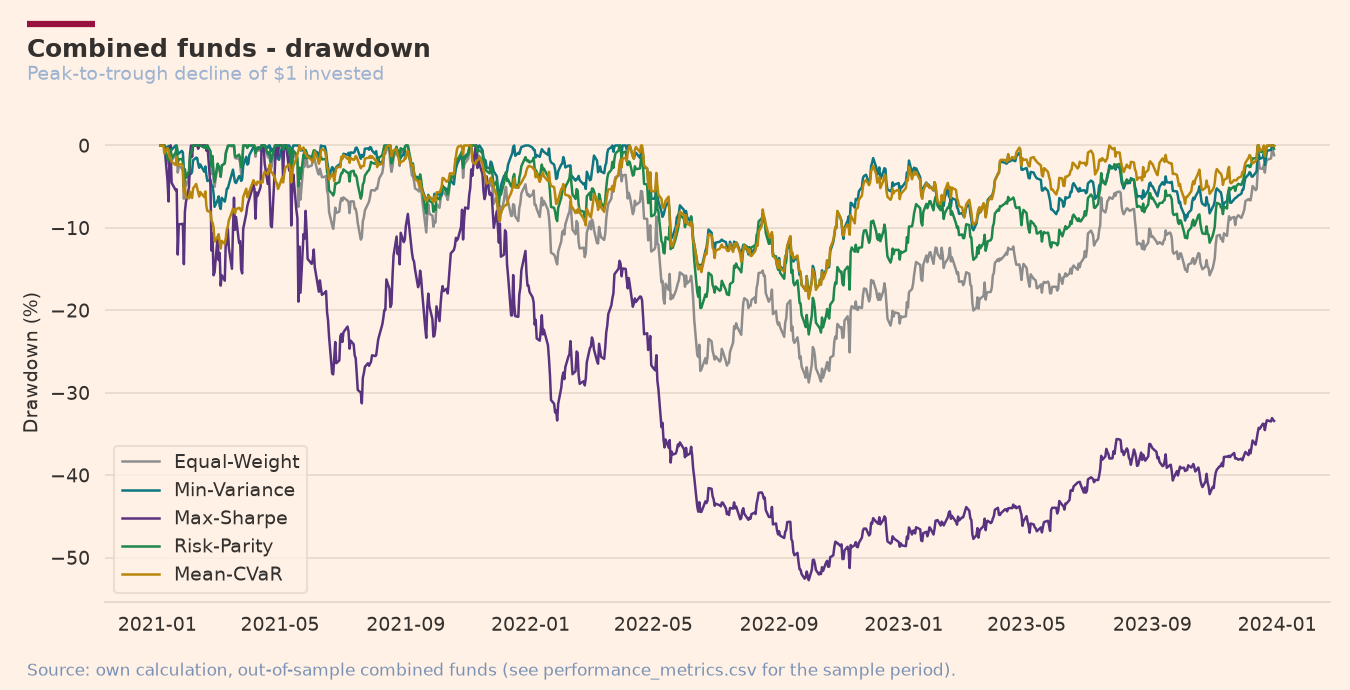 Combined funds - drawdown
Peak-to-trough decline of $1 invested
Drawdown (%)
0
−10
−20
−30
−40
−50
Equal-Weight
Min-Variance
Max-Sharpe
Risk-Parity
Mean-CVaR
2021-01 2021-05 2021-09 2022-01 2022-05 2022-09 2023-01 2023-05 2023-09 2024-01
Source: own calculation, out-of-sample combined funds (see performance_metrics.csv for the sample period).